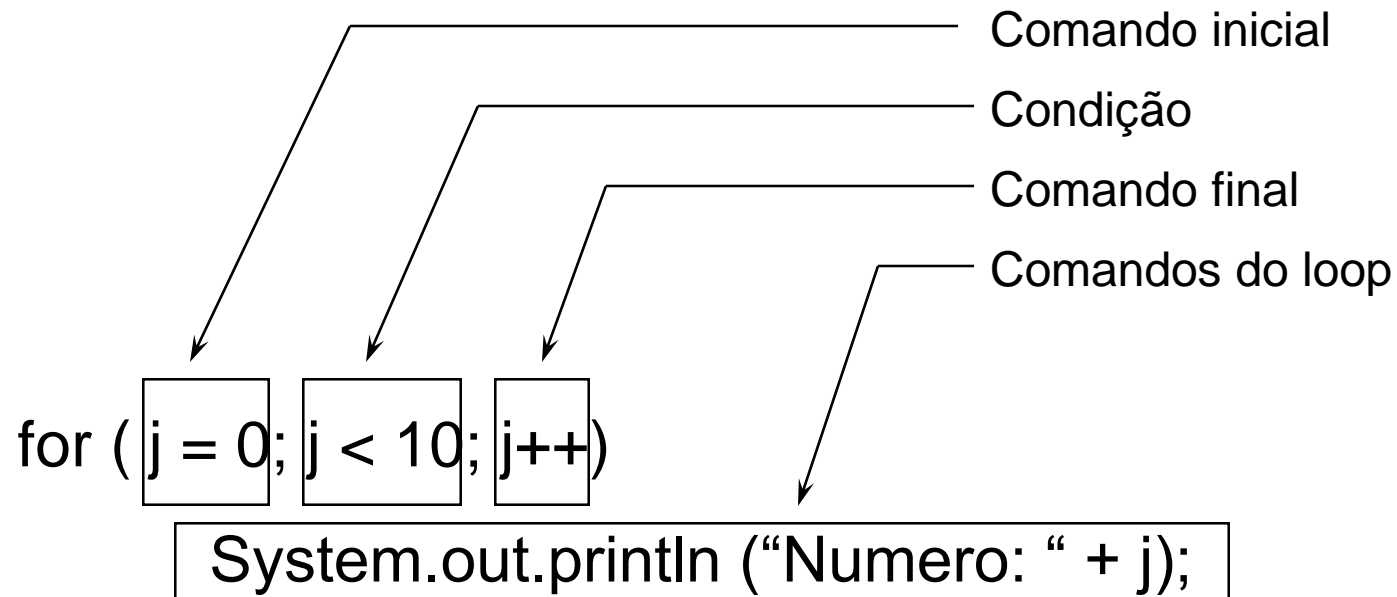 Comando inicial
Condição
Comando final
Comandos do loop
for ( j = 0; j < 10; j++)
System.out.println (“Numero: “ + j);